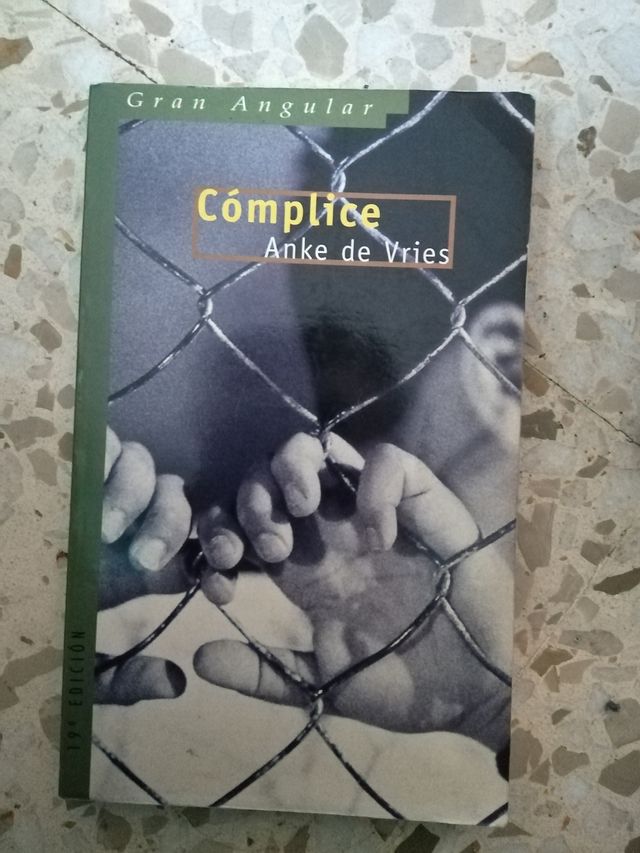 Gran Angular
Cómplice
Anke de Vries
19ª EDICIÓN